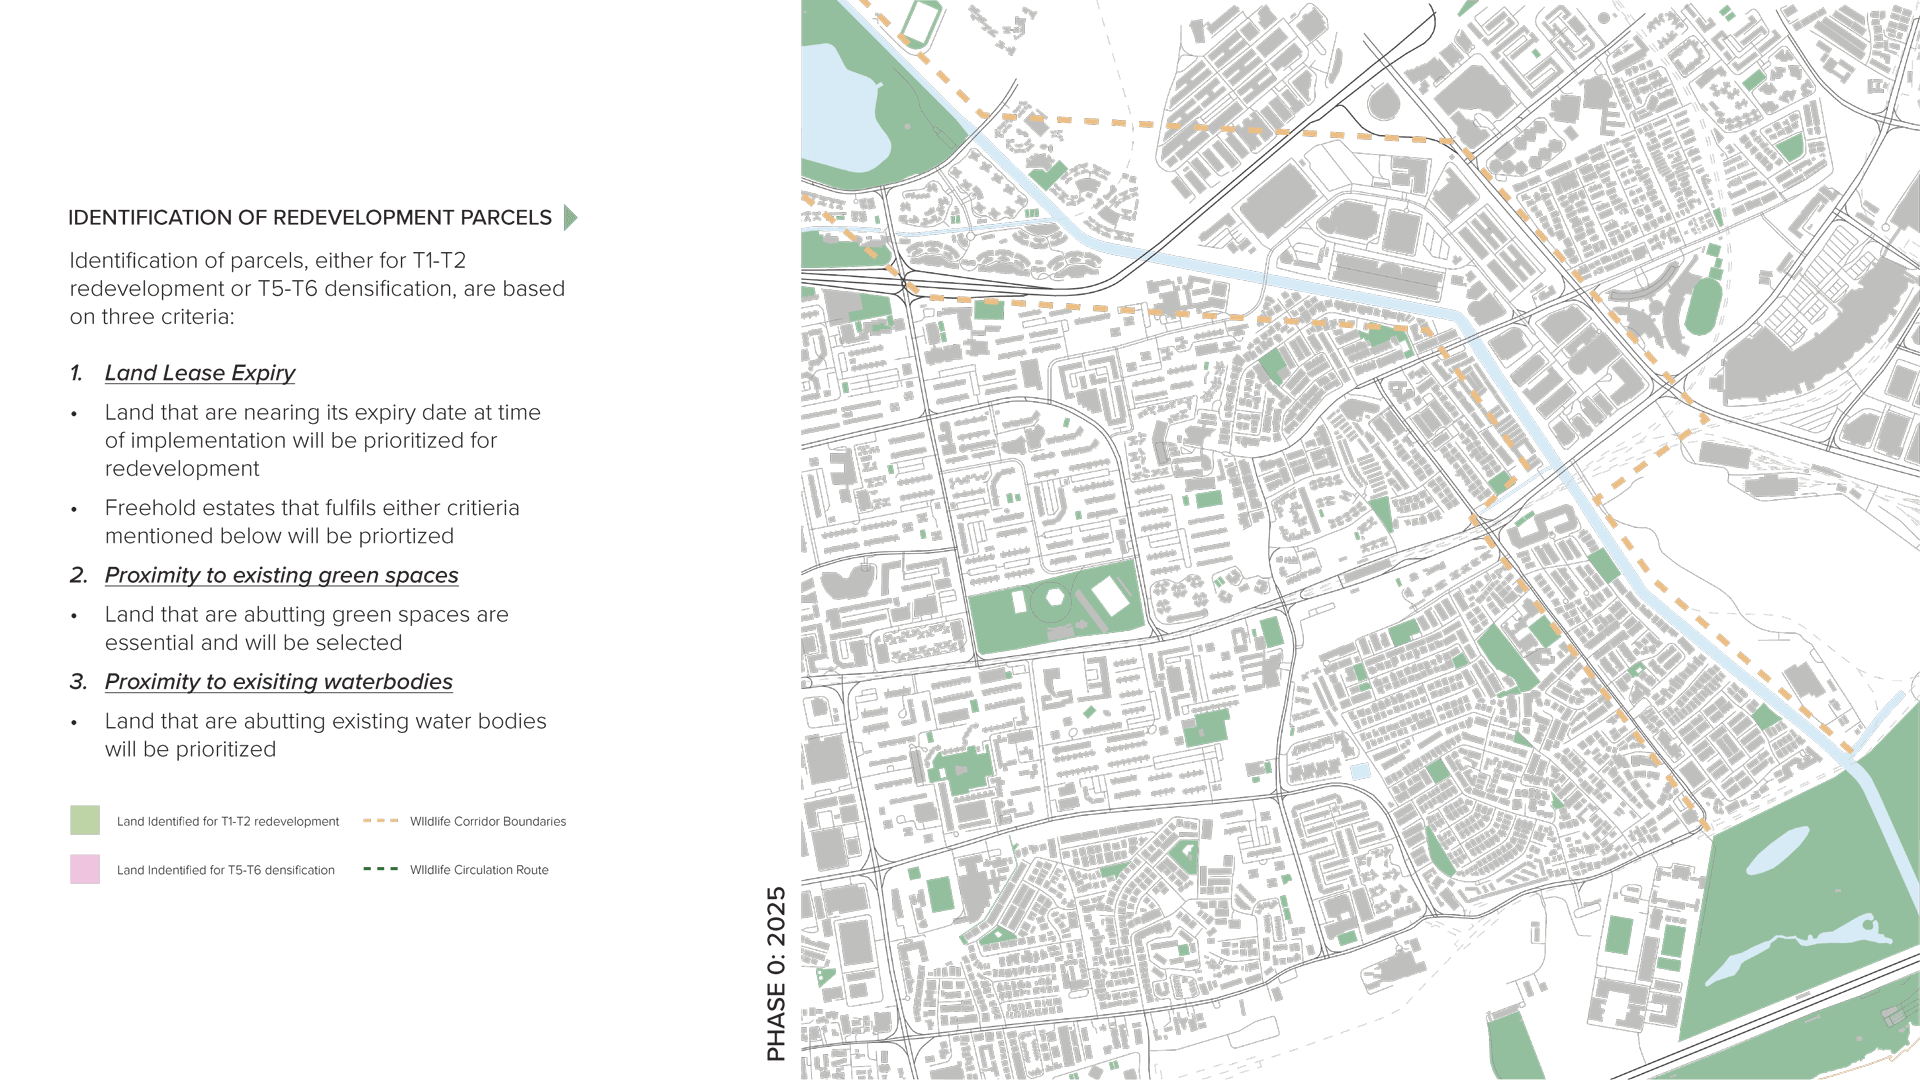 IDENTIFICATION OF REDEVELOPMENT PARCELS
Identification of parcels, either for T1-T2
redevelopment or T5-T6 densification, are based
on three criteria:
1. Land Lease Expiry
• Land that are nearing its expiry date at time
of implementation will be prioritized for
redevelopment
• Freehold estates that fulfils either critieria
mentioned below will be priortized
2. Proximity to existing green spaces
• Land that are abutting green spaces are
essential and will be selected
3. Proximity to exisiting waterbodies
• Land that are abutting existing water bodies
will be prioritized
Land Identified for T1-T2 redevelopment
WIldlife Corridor Boundaries
Land Indentified for T5-T6 densification
WIldlife Circulation Route
PHASE 0: 2025